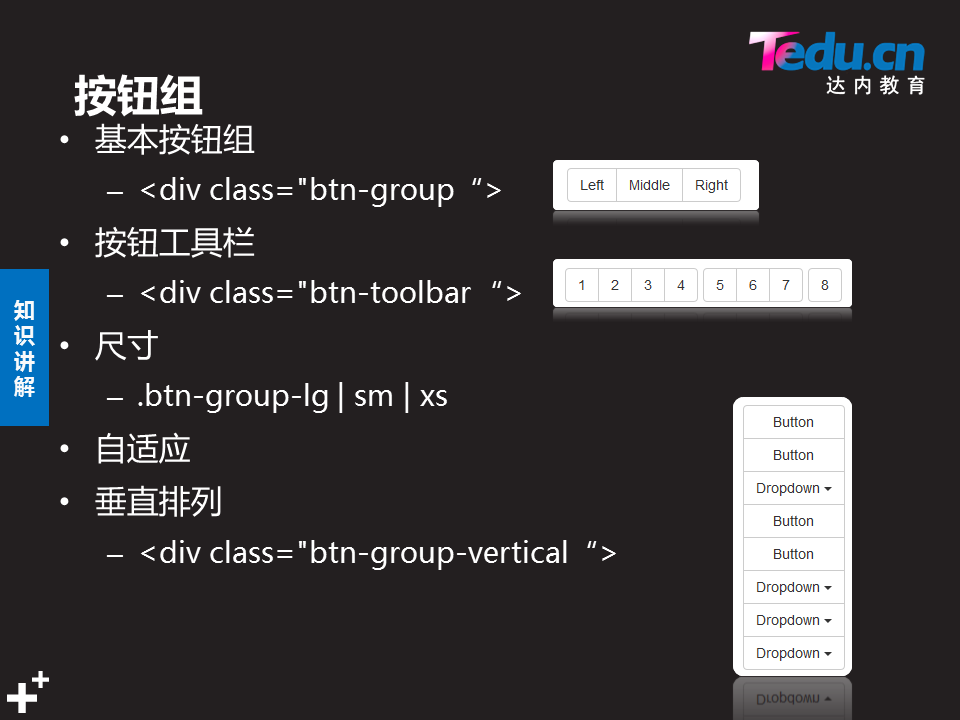 Tedu.cn
达内教育
按钮组
• 基本按钮组
– <div class="btn-group“>
Left Middle Right
• 按钮工具栏
– <div class="btn-toolbar“>
1 2 3 4 5 6 7 8
• 尺寸
– .btn-group-lg | sm | xs
• 自适应
• 垂直排列
– <div class="btn-group-vertical“>
Button
Button
Dropdown
Button
Button
Dropdown
Dropdown
Dropdown
知识讲解